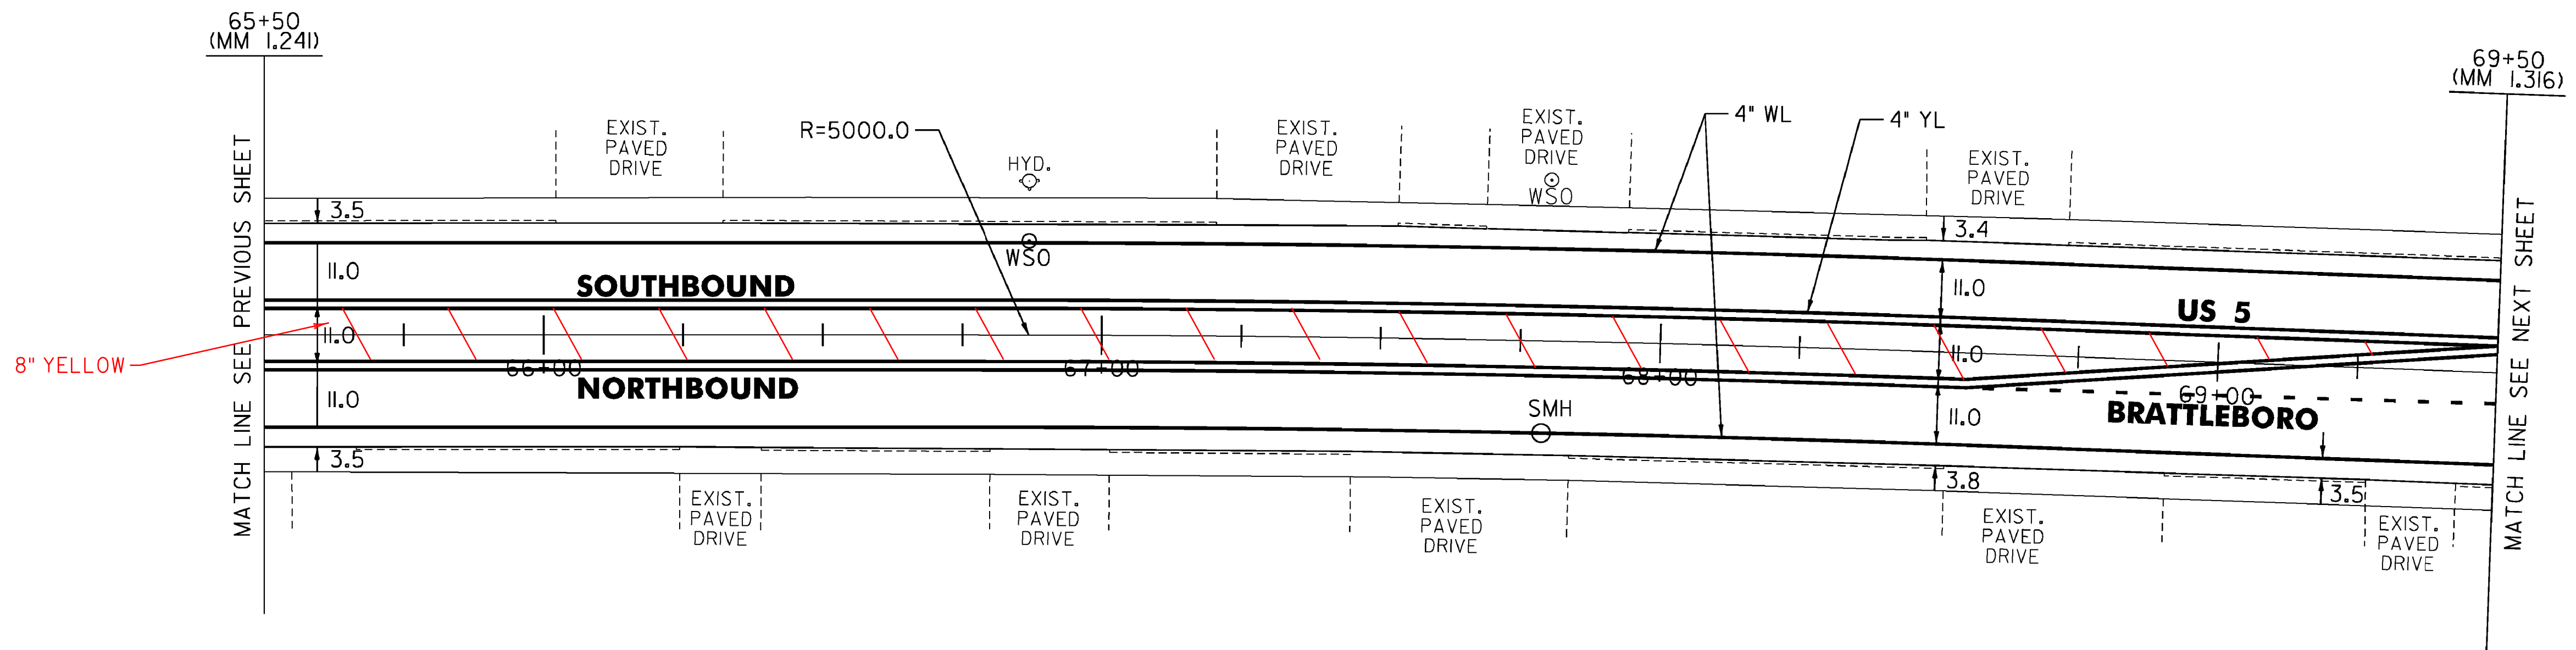 65+50
(MM 1.241)
69+50
(MM 1.316)
MATCH LINE SEE PREVIOUS SHEET
EXIST.
PAVED
DRIVE
R=5000.0
HYD.
EXIST.
PAVED
DRIVE
EXIST.
PAVED
DRIVE
WSO
4" WL
4" YL
EXIST.
PAVED
DRIVE
MATCH LINE SEE NEXT SHEET
3.5
3.4
WSO
11.0
SOUTHBOUND
11.0
US 5
8" YELLOW
11.0
11.0
66+00
67+00
68+00
69+00
NORTHBOUND
11.0
SMH
11.0
BRATTLEBORO
3.5
3.8
3.5
EXIST.
PAVED
DRIVE
EXIST.
PAVED
DRIVE
EXIST.
PAVED
DRIVE
EXIST.
PAVED
DRIVE
EXIST.
PAVED
DRIVE